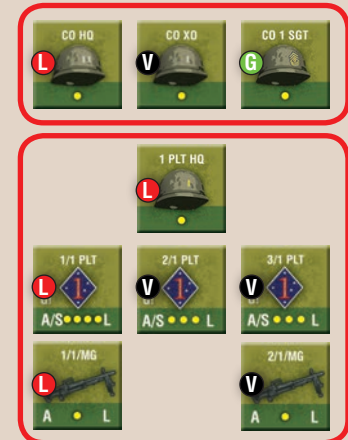 CO HQ
L
CO XO
V
CO 1 SGT
G
1 PLT HQ
L
1/1 PLT
L
1
A/S L
2/1 PLT
V
1
A/S L
3/1 PLT
V
1
A/S L
1/1/MG
L
A L
2/1/MG
V
A L